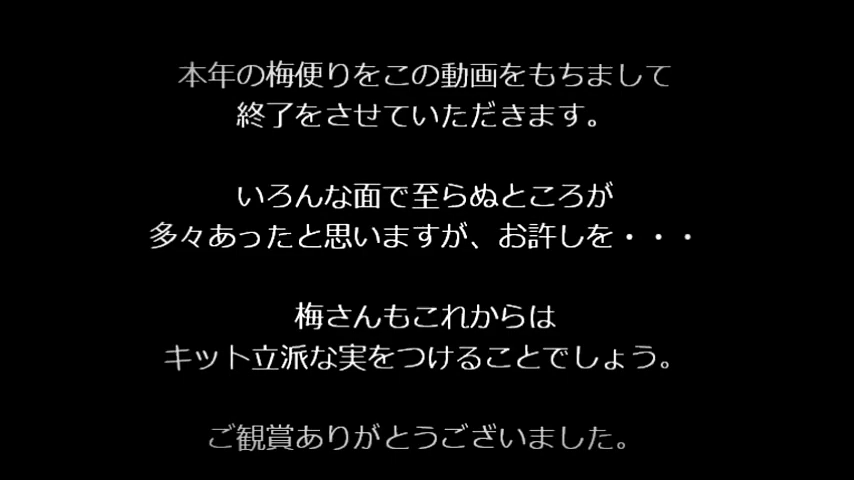 本年の梅便りをこの動画をもちまして
終了をさせていただきます。
いろんな面で至らぬところが
多々あったと思いますが、お許しを・・・
梅さんもこれからは
キット立派な実をつけることでしょう。
ご観賞ありがとうございました。